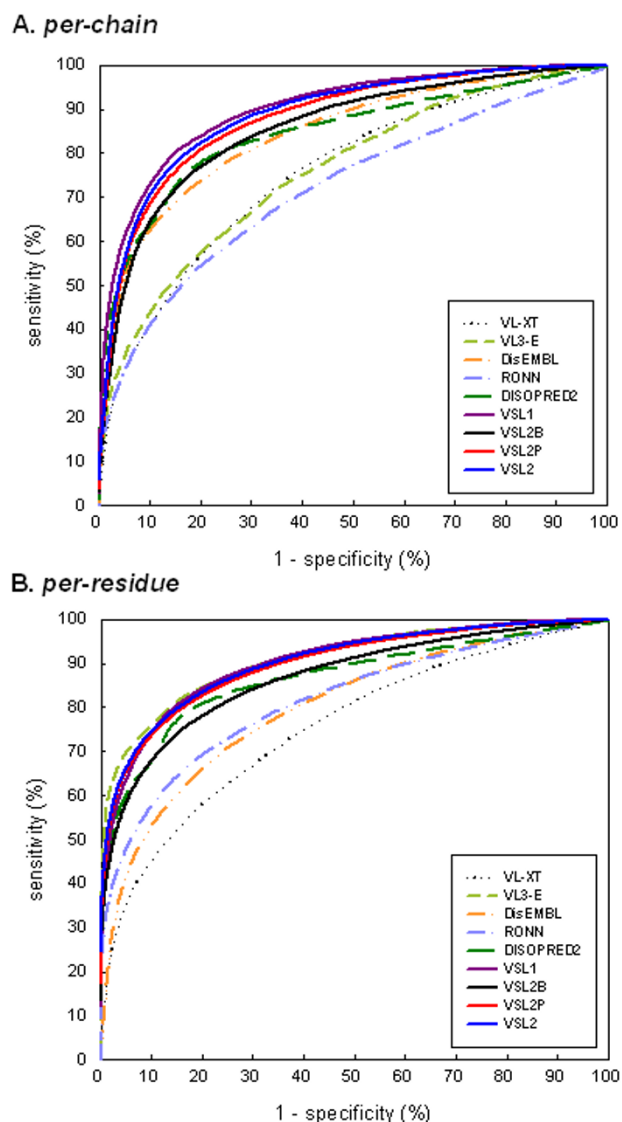 A. per-chain
100
90
80
70
60
50
40
30
20
10
0
sensitivity (%)
VL-XT
VL3-E
DisEMBL
RONN
DISOPRED2
VSL1
VSL2B
VSL2P
VSL2
0 10 20 30 40 50 60 70 80 90 100
1 - specificity (%)
B. per-residue
100
90
80
70
60
50
40
30
20
10
0
sensitivity (%)
VL-XT
VL3-E
DisEMBL
RONN
DISOPRED2
VSL1
VSL2B
VSL2P
VSL2
0 10 20 30 40 50 60 70 80 90 100
1 - specificity (%)